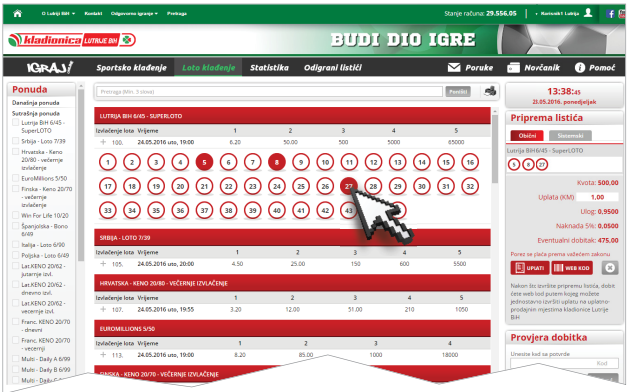 O Lutriji BiH Kontakt Odgovorno igranje Pretraga Stanje računa: 29.556,05 Korisnik1 Lutrija
kladionica LUTRIJE BIH BUDI DIO IGRE
IGRAJ! Sportsko klađenje Loto klađenje Statistika Odigrani listići Poruke Novčanik Pomoć
Ponuda
Današnja ponuda
Sutrašnja ponuda
Lutrija BiH 6/45 -
SuperLOTO
Srbija - Loto 7/39
Hrvatska - Keno
20/80 - večernje
izvlačenje
EuroMillions 5/50
Finska - Keno 20/70
- večernje
izvlačenje
Win For Life 10/20
Španjolska - Bono
6/49
Italija - Loto 6/90
Poljska - Loto 6/49
Lat.KENO 20/62 -
jutarnje izvl.
Lat.KENO 20/62 -
dnevno izvl.
Lat.KENO 20/62 -
vecernje izvl.
Franc. KENO 20/70
- dnevni
Franc. KENO 20/70
- vecernji
Multi - Daily A 6/99
Multi - Daily B 6/99
Multi - Daily
Pretraga (Min. 3 slova) Poništi
LUTRIJA BIH 6/45 - SUPERLOTO
Izvlačenje kolo Vrijeme 1 2 3 4 5
100. 24.05.2016 uto, 19:00 6.20 50.00 500 5000 65000
1 2 3 4 5 6 7 8 9 10 11 12 13 14 15 16
17 18 19 20 21 22 23 24 25 26 27 28 29 30 31 32
33 34 35 36 37 38 39 40 41 42 43
SRBIJA - LOTO 7/39
Izvlačenje kolo Vrijeme 1 2 3 4 5
105. 24.05.2016 uto, 20:00 4.50 25.00 150 600 5500
HRVATSKA - KENO 20/80 - VEČERNJE IZVLAČENJE
Izvlačenje kolo Vrijeme 1 2 3 4 5
107. 24.05.2016 uto, 19:55 3.20 12.00 51.00 210 1050
EUROMILLIONS 5/50
Izvlačenje kolo Vrijeme 1 2 3 4
113. 24.05.2016 uto, 19:00 8.20 85.00 1000 18000
FINSKA - KENO 20/70 - VEČERNJE IZVLAČENJE
13:38:45
23.05.2016. ponedjeljak
Priprema listića
Obični Sistemski
Lutrija BiH 6/45 - SuperLOTO
5 8 27
Kvota: 500.00
Uplata (KM) 1,00
Ulog: 0,9500
Naknada 5%: 0,0500
Eventualni dobitak: 475.00
Porez se plaća prema važećem zakonu
UPLATI WEB KOD
Nakon što izvršite pripremu listića, dobit
ćete web kod putem kojeg možete
jednostavno izvršiti uplatu na uplatno-
prodajnim mjestima kladionice Lutrije
BiH
Provjera dobitka
Unesite kod sa potvrde
Kod